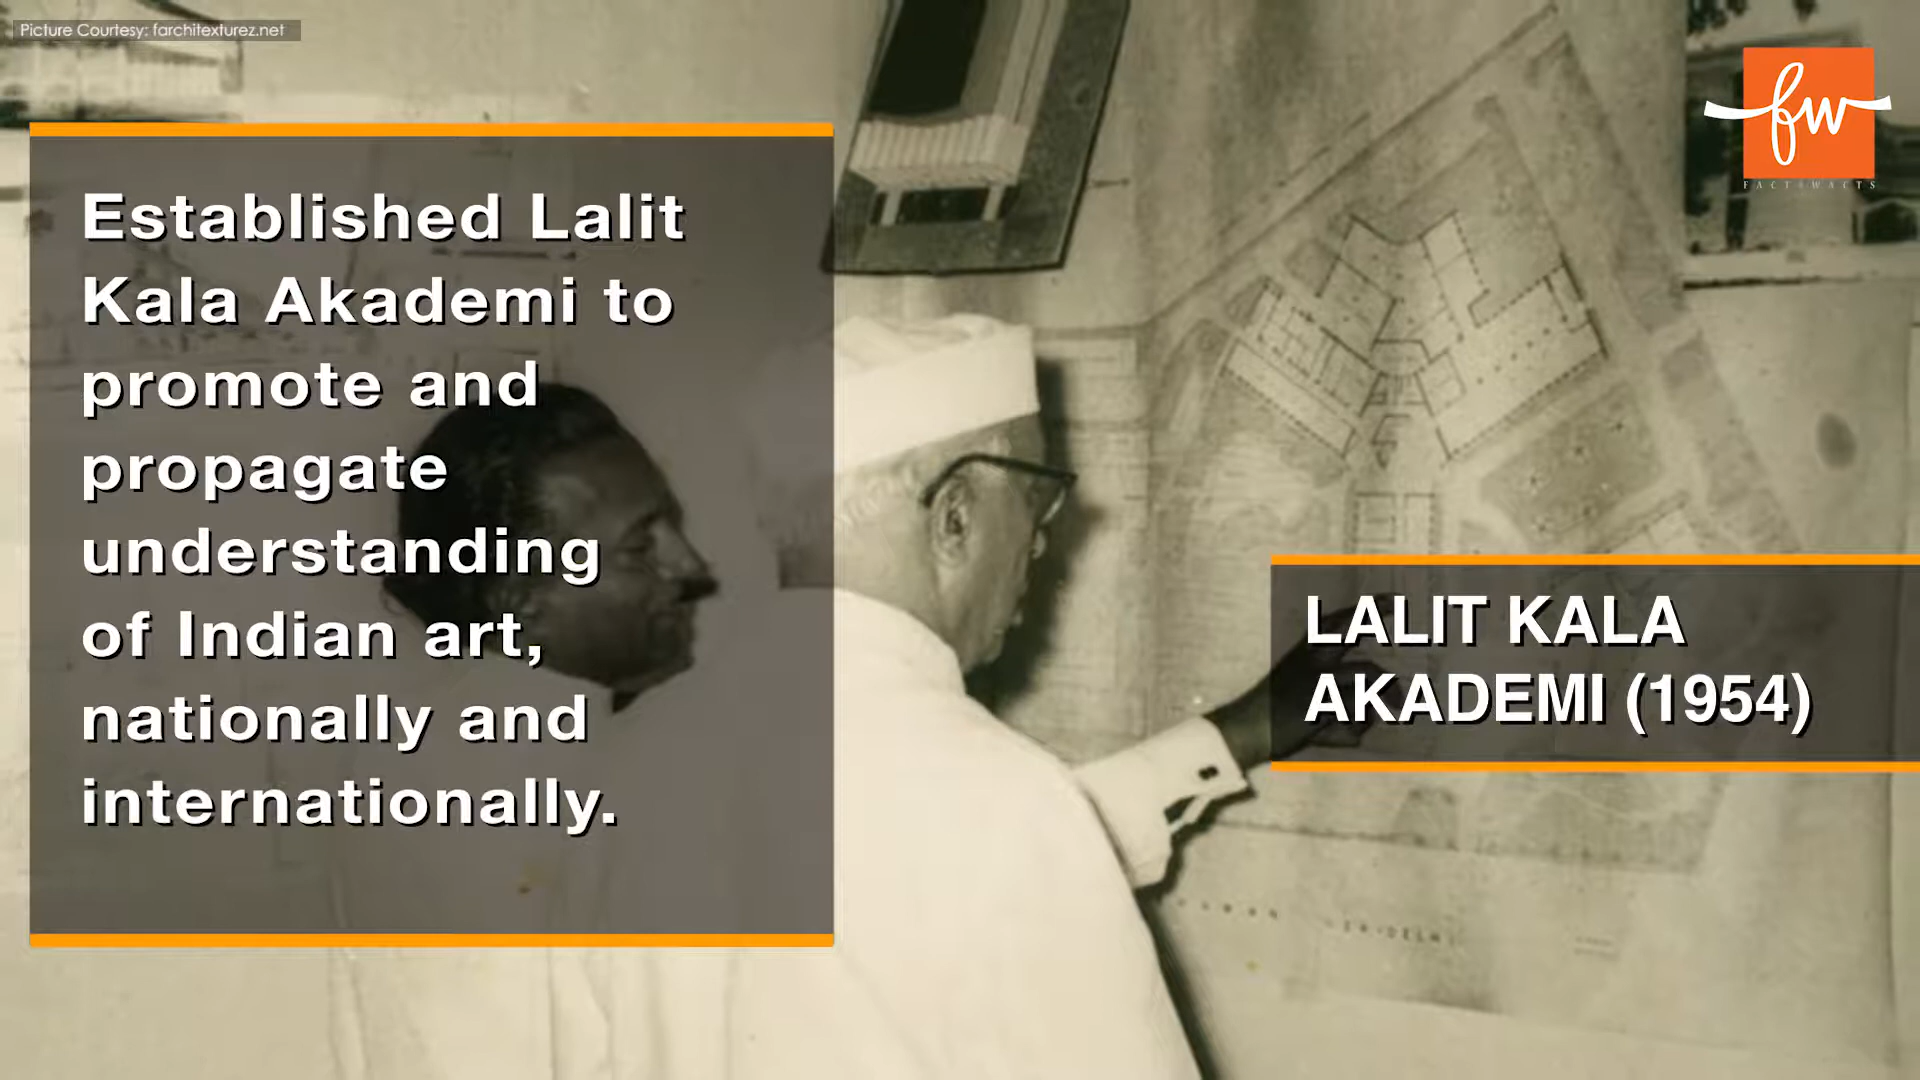 Picture Courtesy: farchitexturez.net
fw
FACTSWACTS
Established Lalit
Kala Akademi to
promote and
propagate
understanding
of Indian art,
nationally and
internationally.
LALIT KALA
AKADEMI (1954)